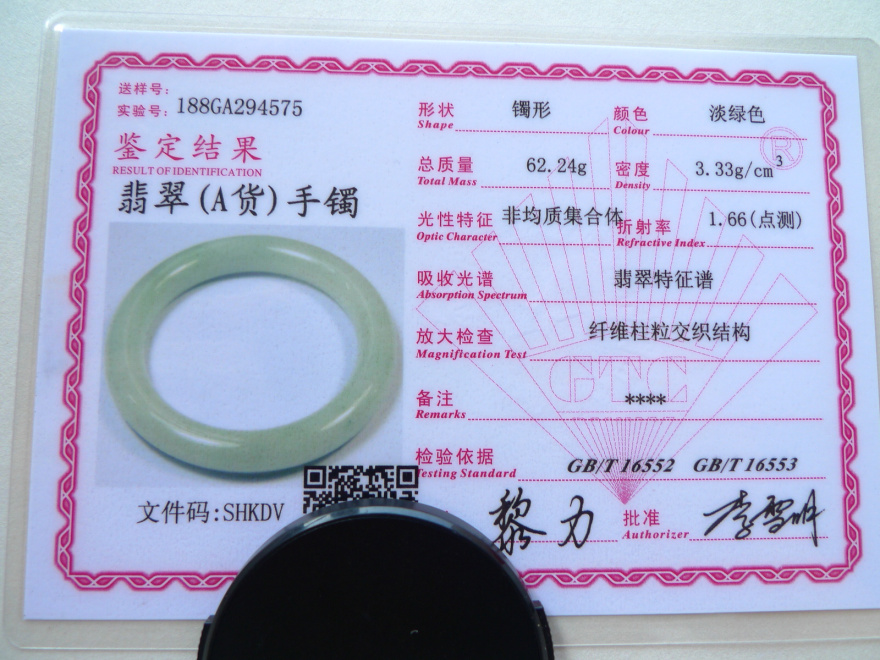 送样号:
实验号: 188GA294575
鉴定结果
RESULT OF IDENTIFICATION
翡翠(A货)手镯
文件码:SHKDV
形状 镯形 颜色 淡绿色
Shape Colour
总质量 62.24g 密度 3.33g/cm³
Total Mass Density
光性特征 非均质集合体 折射率 1.66(点测)
Optic Character Refractive Index
吸收光谱 翡翠特征谱
Absorption Spectrum
放大检查 纤维柱粒交织结构
Magnification Test
GTC
备注 ****
Remarks
检验依据 GB/T 16552 GB/T 16553
Testing Standard
黎力 批准 李雪明
Authorizer
®